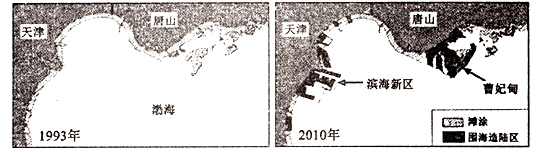 天津
唐山
渤海
1993年
天津
唐山
滨海新区
曹妃甸
2010年
滩涂
围海造陆区